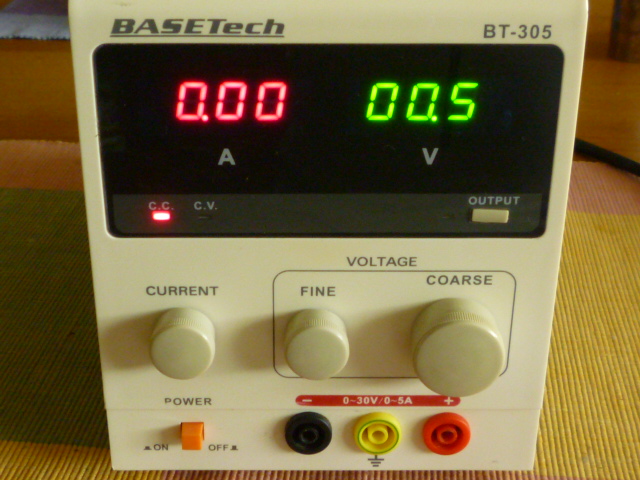 BASETech
BT-305
0.00
00.5
A
V
C.C. C.V.
OUTPUT
VOLTAGE
CURRENT
FINE
COARSE
POWER
− 0~30V/0~5A +
ON OFF